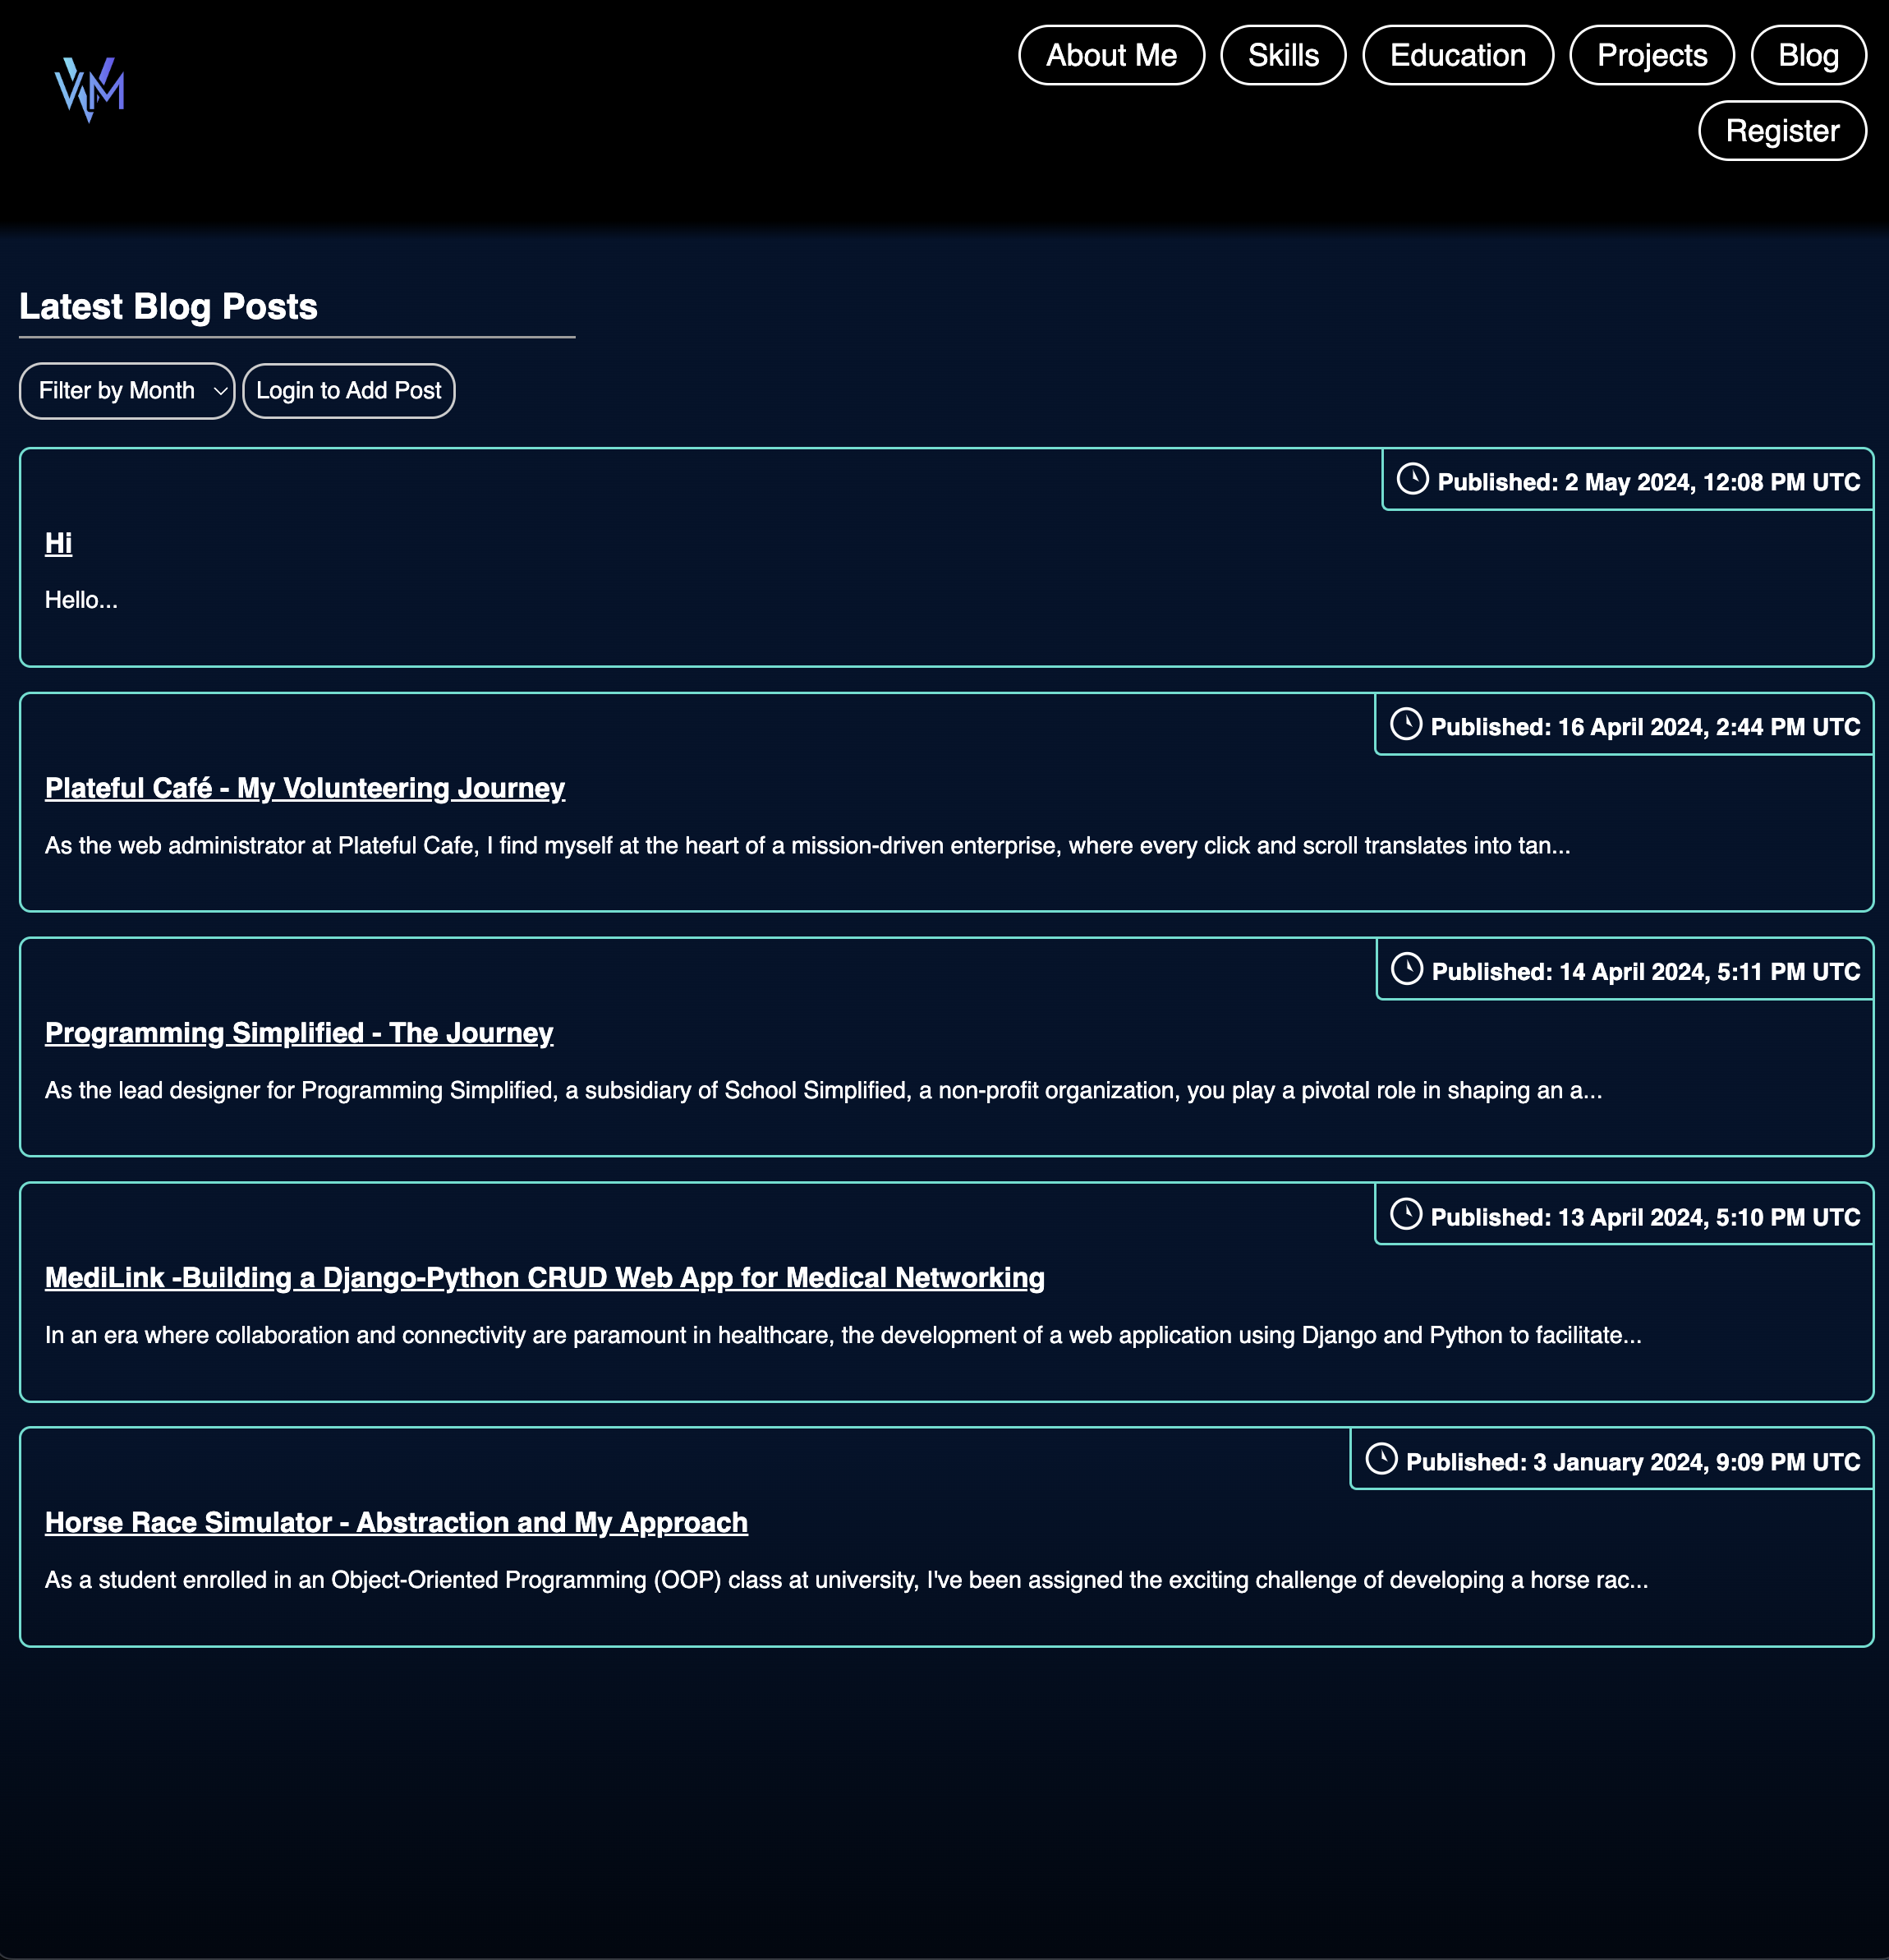 VVM
About Me Skills Education Projects Blog
Register
Latest Blog Posts
Filter by Month Login to Add Post
Published: 2 May 2024, 12:08 PM UTC
Hi
Hello...
Published: 16 April 2024, 2:44 PM UTC
Plateful Café - My Volunteering Journey
As the web administrator at Plateful Cafe, I find myself at the heart of a mission-driven enterprise, where every click and scroll translates into tan...
Published: 14 April 2024, 5:11 PM UTC
Programming Simplified - The Journey
As the lead designer for Programming Simplified, a subsidiary of School Simplified, a non-profit organization, you play a pivotal role in shaping an a...
Published: 13 April 2024, 5:10 PM UTC
MediLink -Building a Django-Python CRUD Web App for Medical Networking
In an era where collaboration and connectivity are paramount in healthcare, the development of a web application using Django and Python to facilitate...
Published: 3 January 2024, 9:09 PM UTC
Horse Race Simulator - Abstraction and My Approach
As a student enrolled in an Object-Oriented Programming (OOP) class at university, I've been assigned the exciting challenge of developing a horse rac...